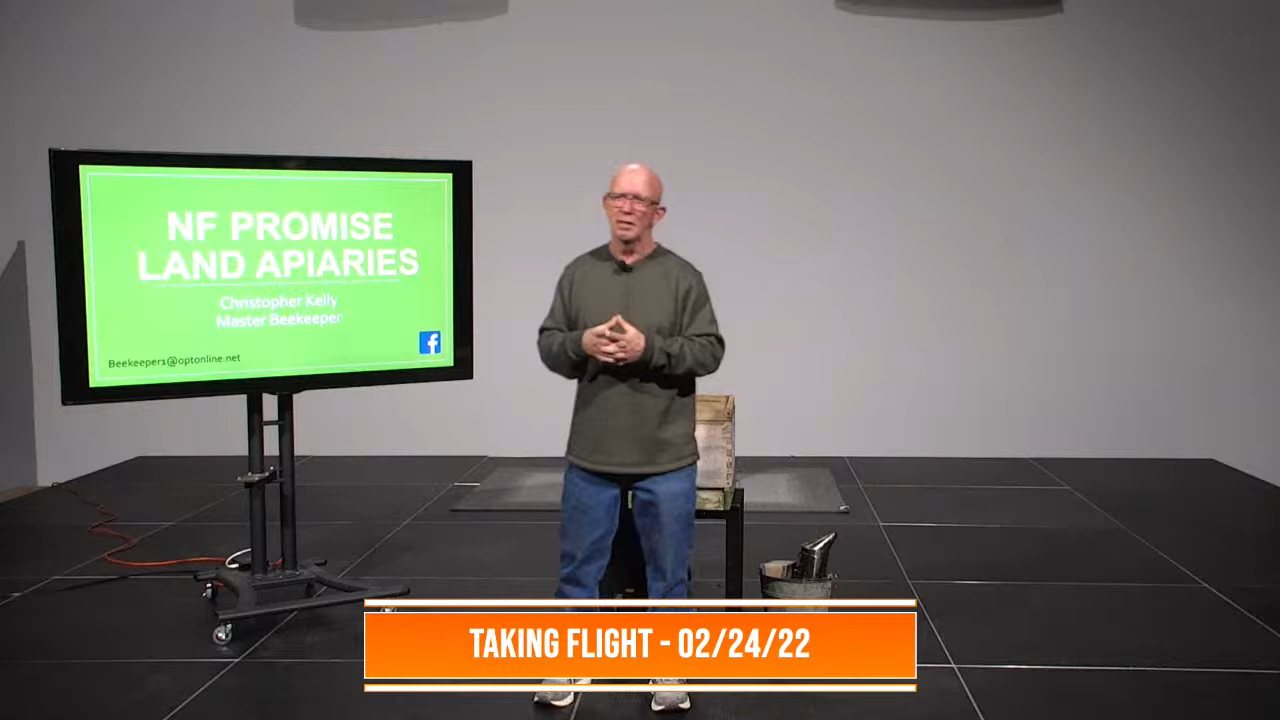 NF PROMISE
LAND APIARIES
Christopher Kelly
Master Beekeeper
Beekeepers@optonline.net
f
TAKING FLIGHT - 02/24/22